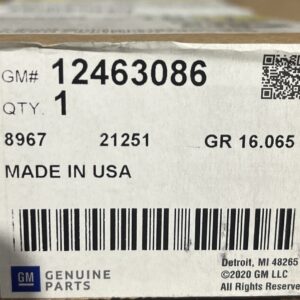 GM# 12463086
QTY. 1
8967 21251 GR 16.065
MADE IN USA
GM GENUINE
PARTS
Detroit, MI 48265
©2020 GM LLC
All Rights Reserved